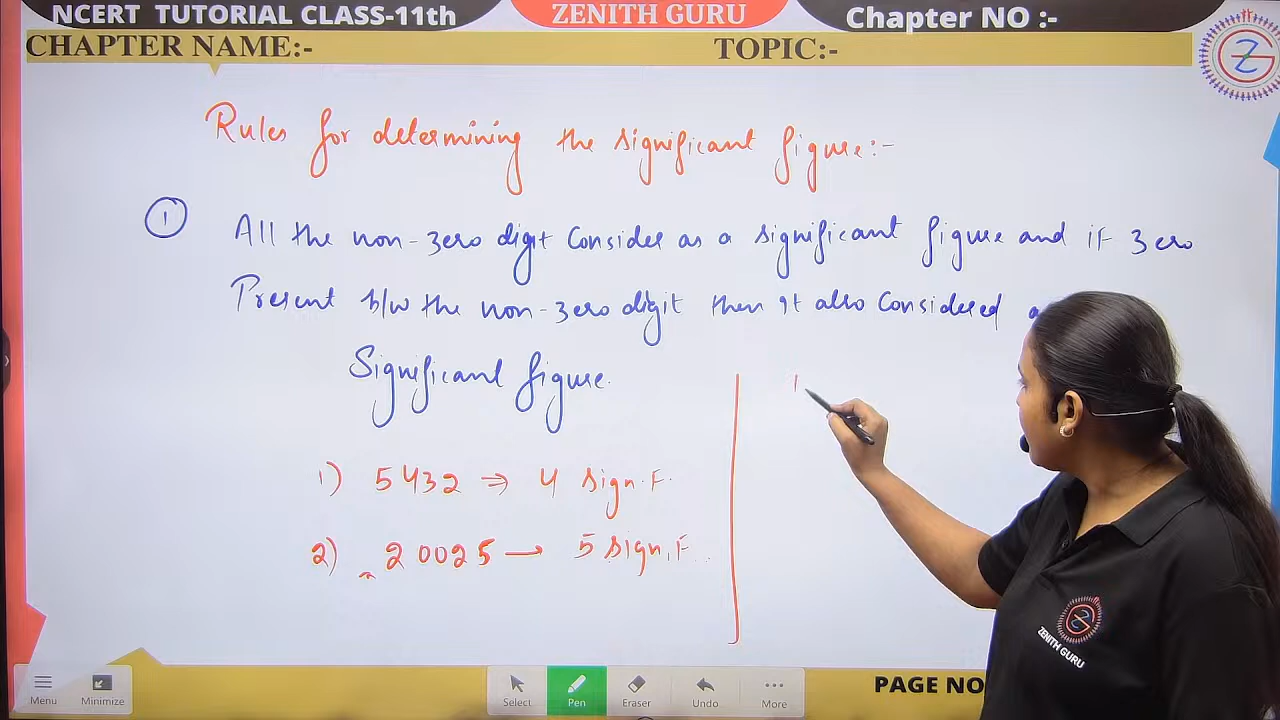 NCERT TUTORIAL CLASS-11th
ZENITH GURU
Chapter NO :-
CHAPTER NAME:-
TOPIC:-
Rules for determining the significant figure:-
1 All the non-zero digit Consider as a significant figure and if zero
Present b/w the non-zero digit then it also Considered
Significant figure.
1) 5432 ⇒ 4 sign.F.
2) 20025 → 5 sign.F..
ZENITH GURU
PAGE NO
Menu
Minimize
Select
Pen
Eraser
Undo
More